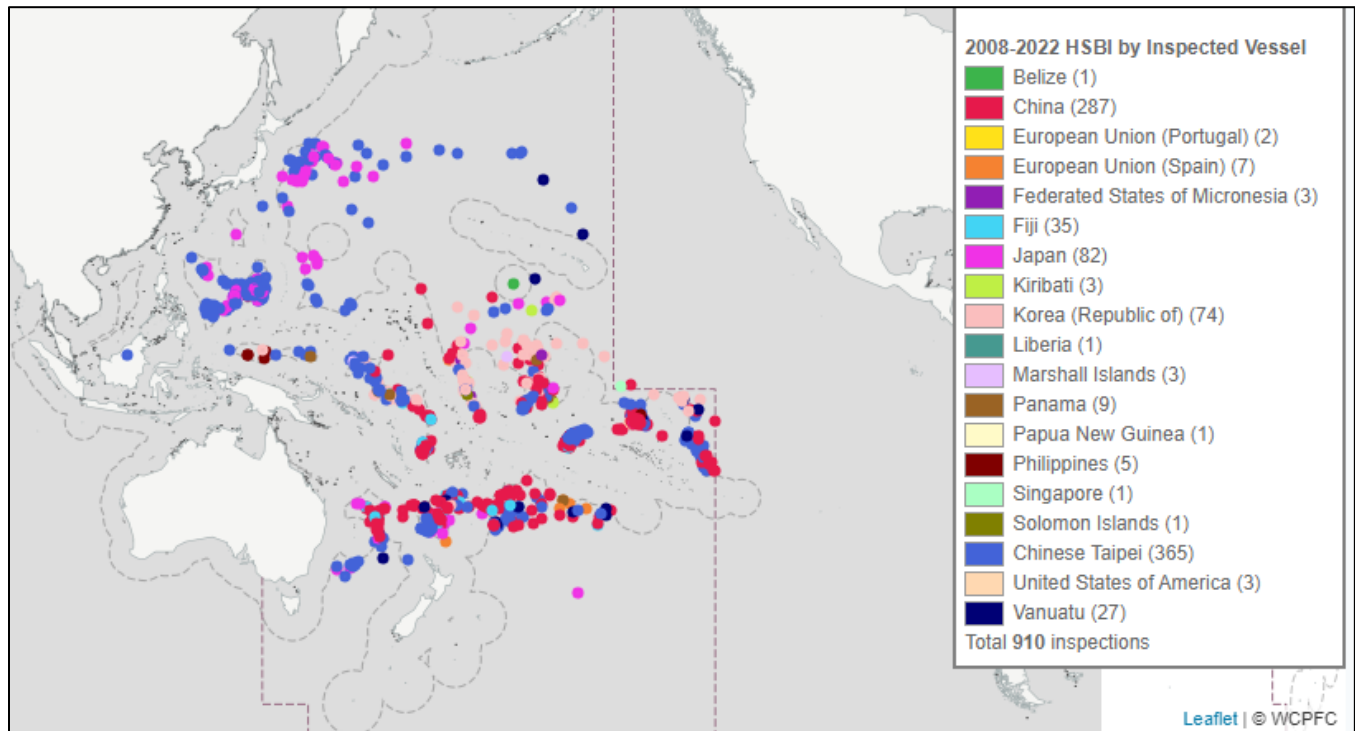 2008-2022 HSBI by Inspected Vessel
Belize (1)
China (287)
European Union (Portugal) (2)
European Union (Spain) (7)
Federated States of Micronesia (3)
Fiji (35)
Japan (82)
Kiribati (3)
Korea (Republic of) (74)
Liberia (1)
Marshall Islands (3)
Panama (9)
Papua New Guinea (1)
Philippines (5)
Singapore (1)
Solomon Islands (1)
Chinese Taipei (365)
United States of America (3)
Vanuatu (27)
Total 910 inspections
Leaflet | © WCPFC